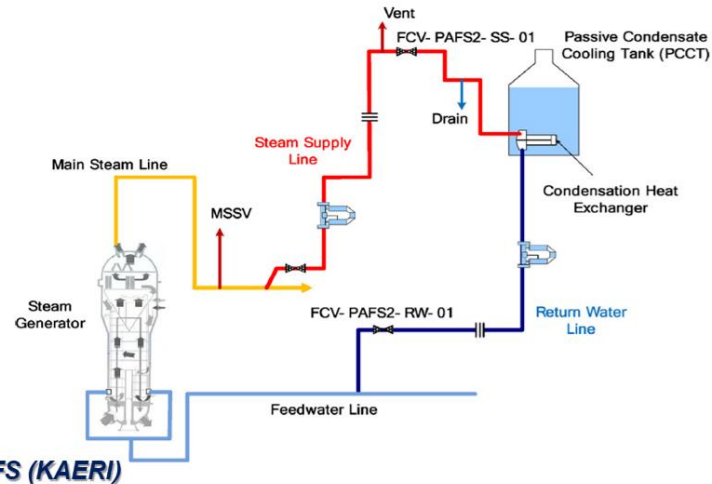 Vent
FCV- PAFS2- SS- 01
Passive Condensate
Cooling Tank (PCCT)
Drain
Steam Supply
Line
Main Steam Line
MSSV
Condensation Heat
Exchanger
Steam
Generator
FCV- PAFS2- RW- 01
Return Water
Line
Feedwater Line
FS (KAERI)